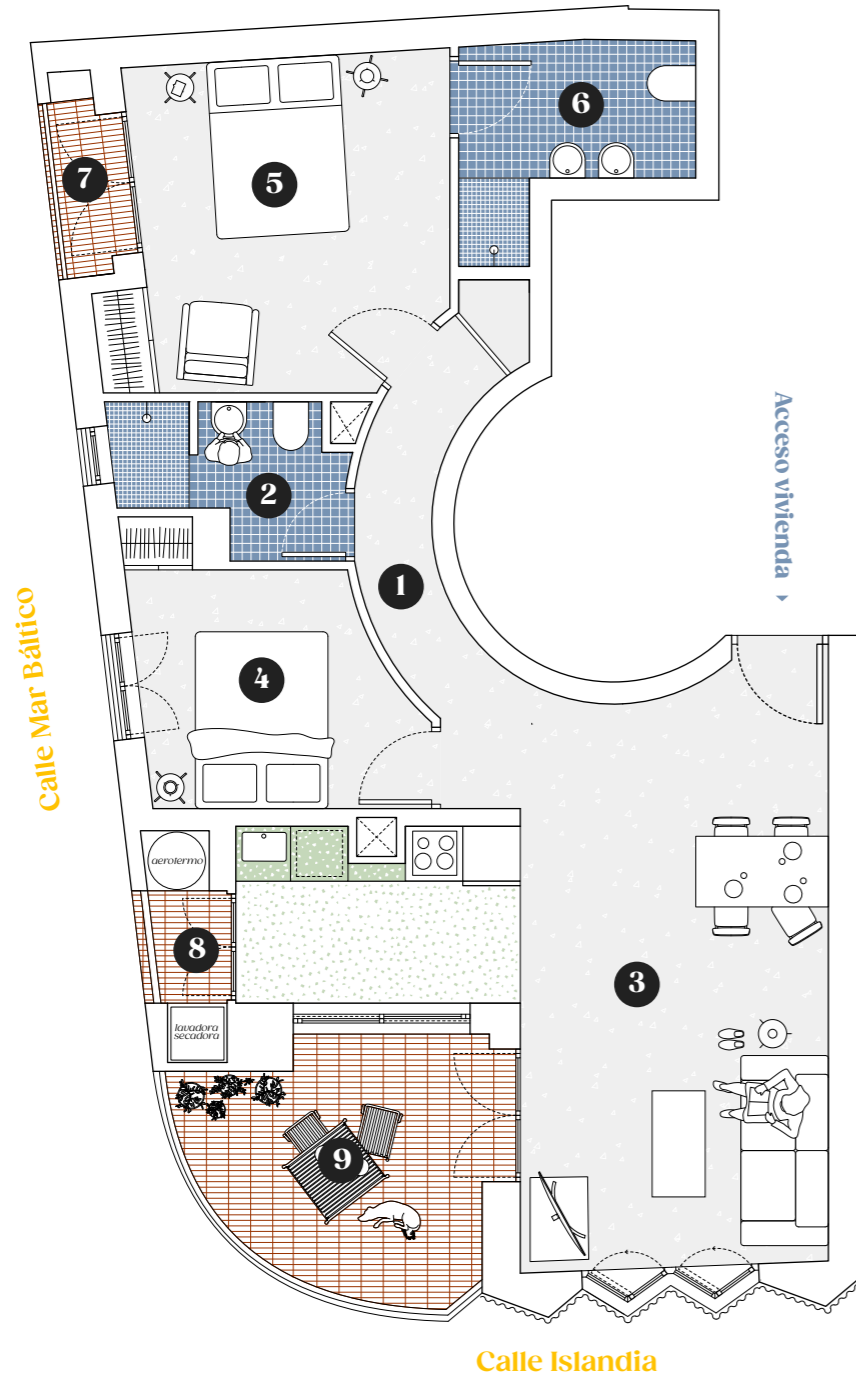 6
7
5
Acceso vivienda
2
1
Calle Mar Báltico
4
aerotermo
8
3
lavadora
secadora
9
Calle Islandia